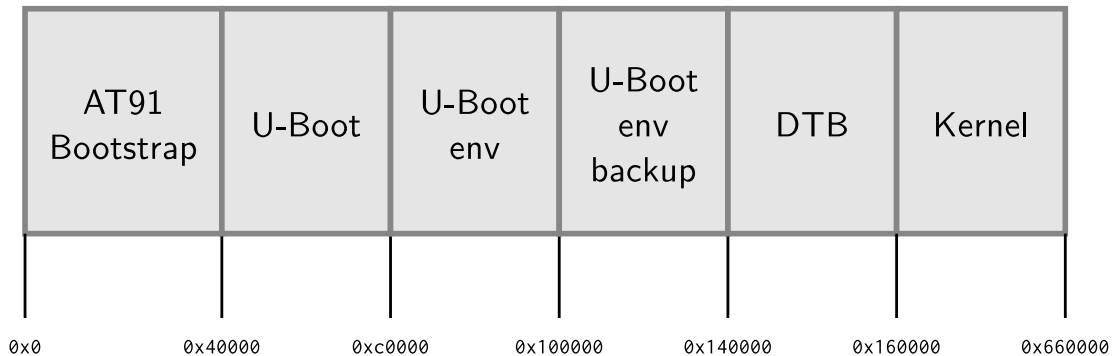 AT91
Bootstrap
U-Boot
U-Boot
env
U-Boot
env
backup
DTB
Kernel
0x0
0x40000
0xc0000
0x100000
0x140000
0x160000
0x660000